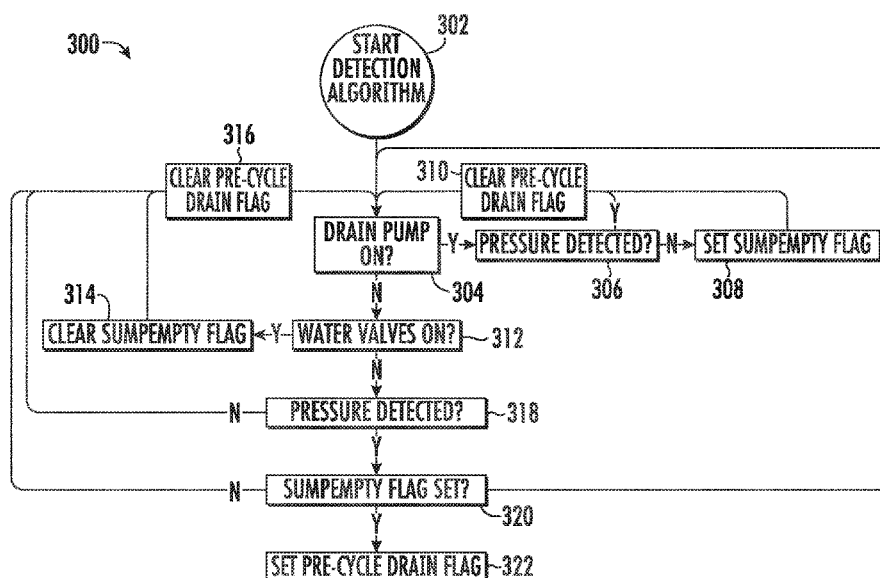 300
302
START
DETECTION
ALGORITHM
316
CLEAR PRE-CYCLE
DRAIN FLAG
310
CLEAR PRE-CYCLE
DRAIN FLAG
Y
DRAIN PUMP
ON?
Y
PRESSURE DETECTED?
N
SET SUMPEMPTY FLAG
304
306
308
N
314
CLEAR SUMPEMPTY FLAG
Y
WATER VALVES ON?
312
N
N
PRESSURE DETECTED?
318
Y
N
SUMPEMPTY FLAG SET?
320
Y
SET PRE-CYCLE DRAIN FLAG
322